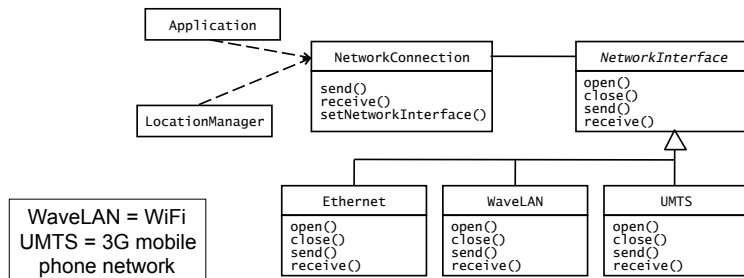 Application
NetworkConnection
NetworkInterface
send()
receive()
setNetworkInterface()
open()
close()
send()
receive()
LocationManager
Ethernet
WaveLAN
UMTS
open()
close()
send()
receive()
open()
close()
send()
receive()
open()
close()
send()
receive()
WaveLAN = WiFi
UMTS = 3G mobile
phone network